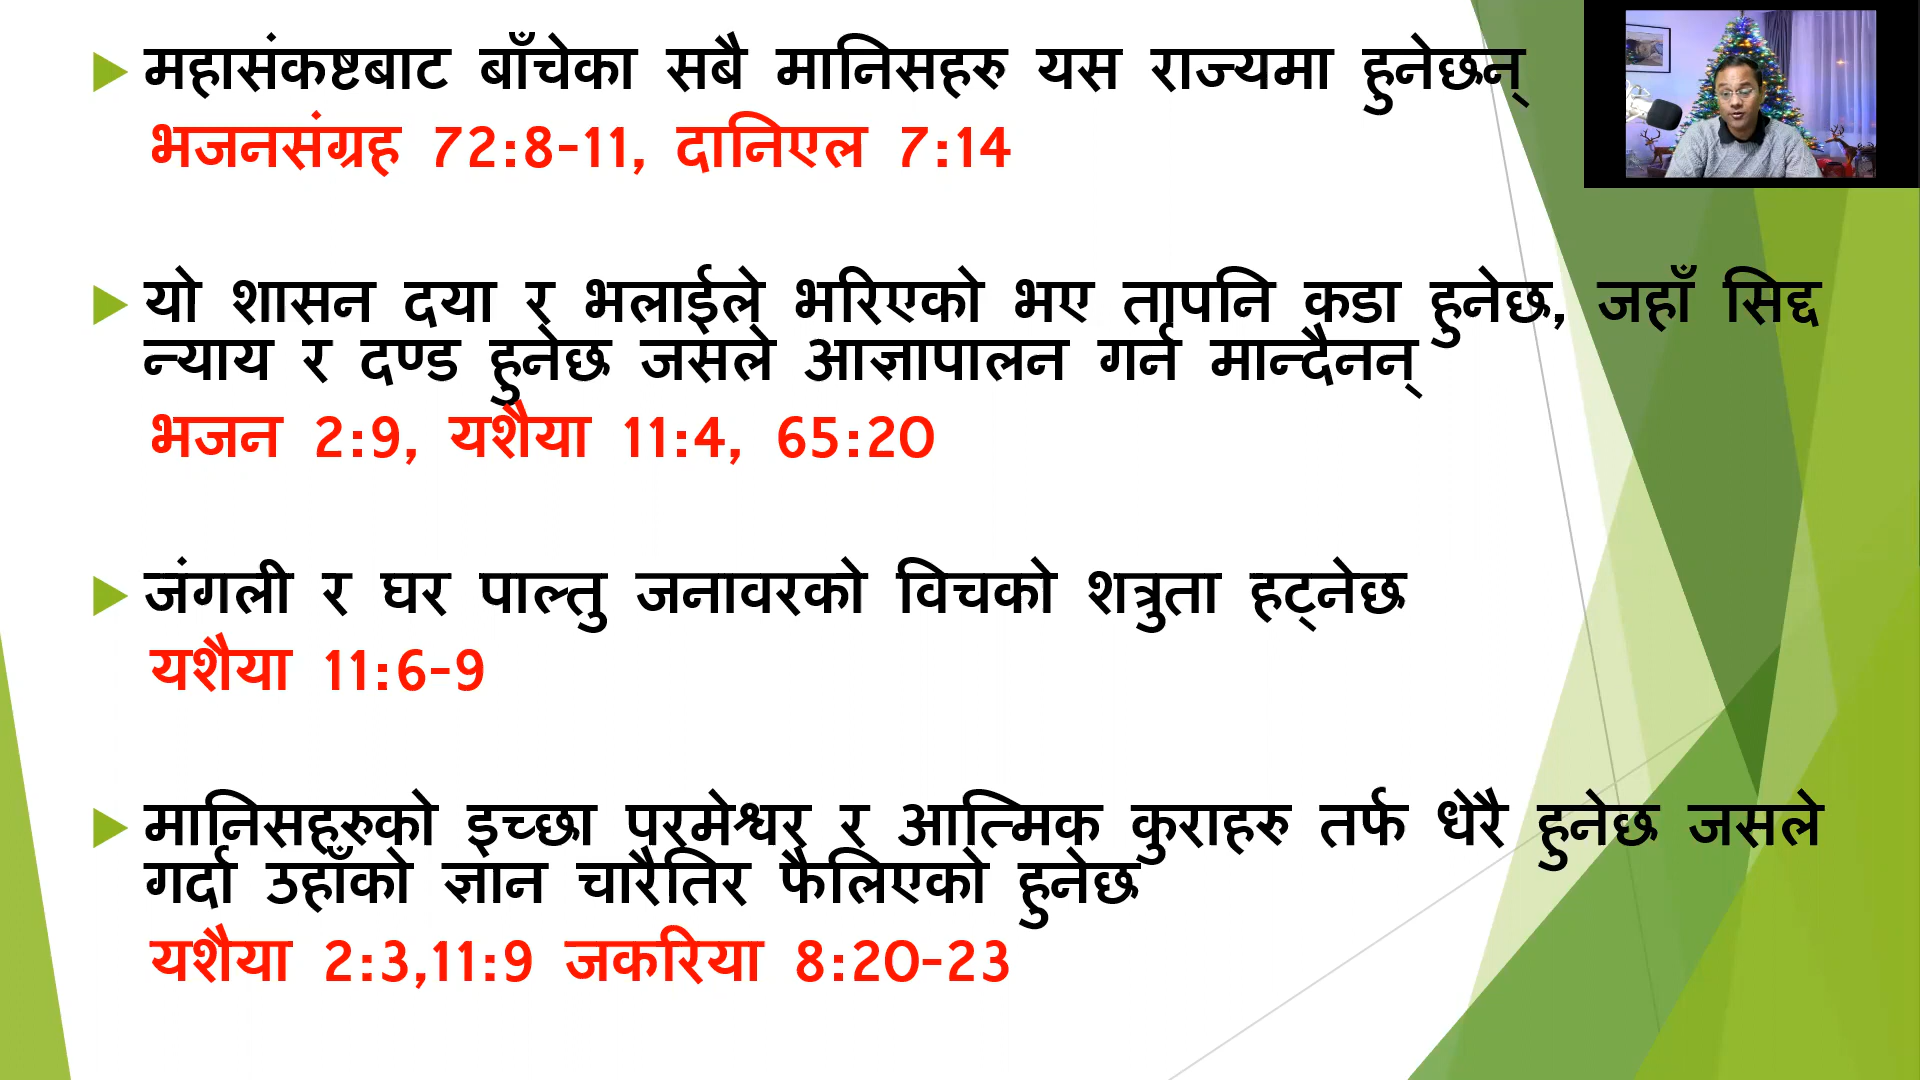 महासंकष्टबाट बाँचेका सबै मानिसहरु यस राज्यमा हुनेछन्
भजनसंग्रह 72:8-11, दानिएल 7:14
यो शासन दया र भलाईले भरिएको भए तापनि कडा हुनेछ, जहाँ सिद्द
न्याय र दण्ड हुनेछ जसले आज्ञापालन गर्न मान्दैनन्
भजन 2:9, यशैया 11:4, 65:20
जंगली र घर पाल्तु जनावरको विचको शत्रुता हट्नेछ
यशैया 11:6-9
मानिसहरुको इच्छा परमेश्वर र आत्मिक कुराहरु तर्फ धेरै हुनेछ जसले
गर्दा उहाँको ज्ञान चारैतिर फैलिएको हुनेछ
यशैया 2:3,11:9 जकरिया 8:20-23